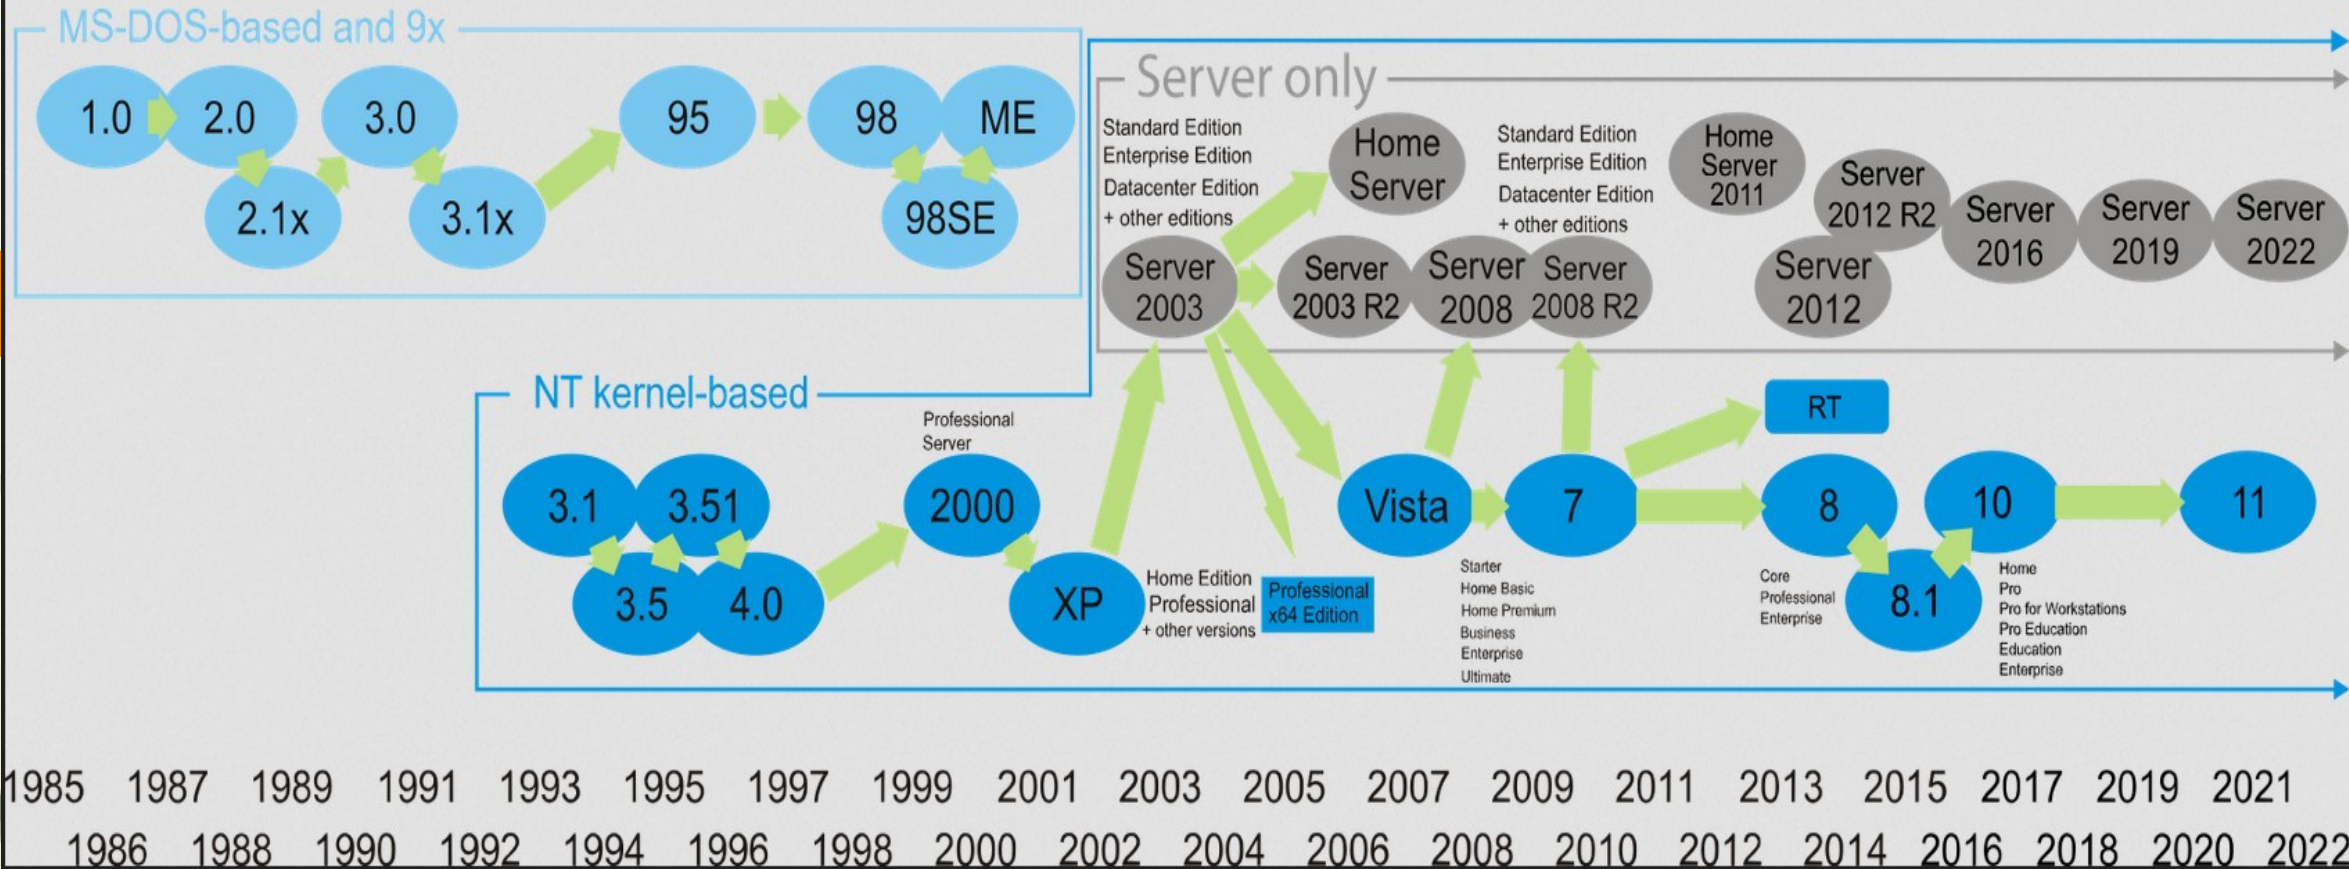 MS-DOS-based and 9x
1.0
2.0
3.0
95
98
ME
2.1x
3.1x
98SE
Server only
Standard Edition
Enterprise Edition
Datacenter Edition
+ other editions
Home
Server
Standard Edition
Enterprise Edition
Datacenter Edition
+ other editions
Home
Server
2011
Server
2012 R2
Server
2016
Server
2019
Server
2022
Server
2003
Server
2003 R2
Server
2008
Server
2008 R2
Server
2012
NT kernel-based
Professional
Server
RT
3.1
3.51
2000
Vista
7
8
10
11
3.5
4.0
XP
Home Edition
Professional
+ other versions
Professional
x64 Edition
Starter
Home Basic
Home Premium
Business
Enterprise
Ultimate
Core
Professional
Enterprise
8.1
Home
Pro
Pro for Workstations
Pro Education
Education
Enterprise
1985 1987 1989 1991 1993 1995 1997 1999 2001 2003 2005 2007 2009 2011 2013 2015 2017 2019 2021
1986 1988 1990 1992 1994 1996 1998 2000 2002 2004 2006 2008 2010 2012 2014 2016 2018 2020 2022